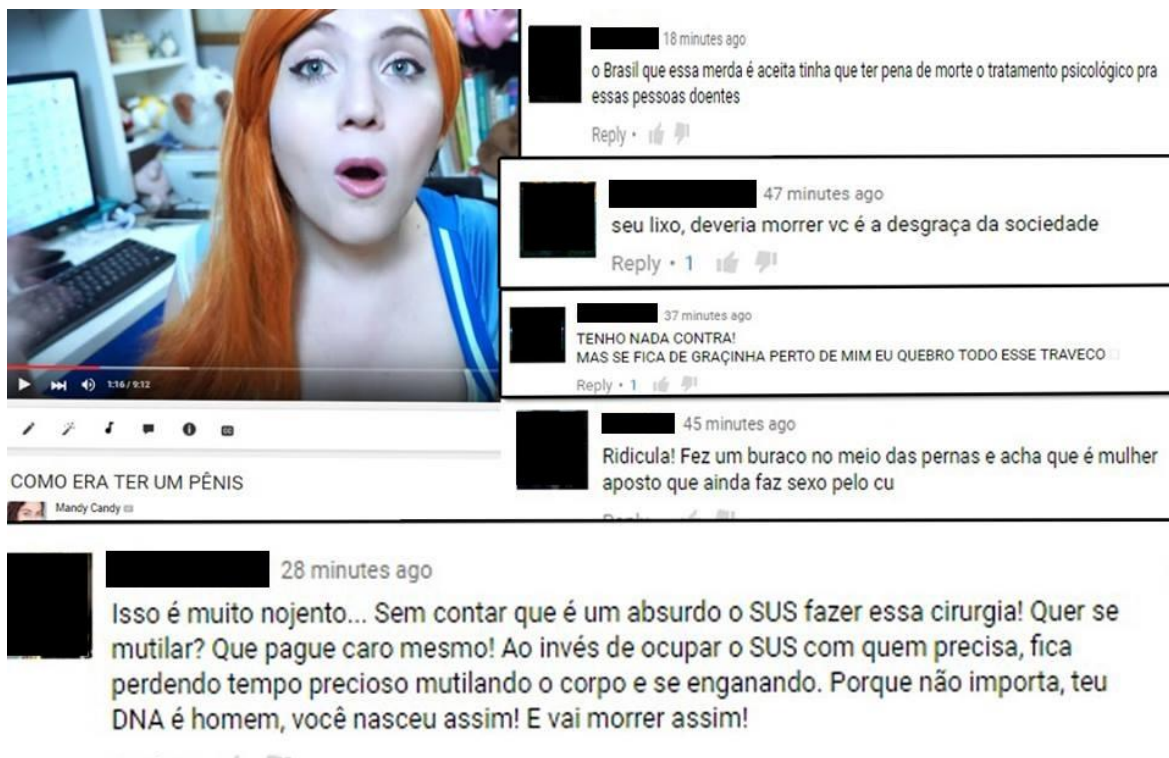 1:16 / 9:12
COMO ERA TER UM PÊNIS
Mandy Candy
18 minutes ago
o Brasil que essa merda é aceita tinha que ter pena de morte o tratamento psicológico pra
essas pessoas doentes
Reply •
47 minutes ago
seu lixo, deveria morrer vc é a desgraça da sociedade
Reply • 1
37 minutes ago
TENHO NADA CONTRA!
MAS SE FICA DE GRAÇINHA PERTO DE MIM EU QUEBRO TODO ESSE TRAVECO
Reply • 1
45 minutes ago
Ridicula! Fez um buraco no meio das pernas e acha que é mulher
aposto que ainda faz sexo pelo cu
28 minutes ago
Isso é muito nojento... Sem contar que é um absurdo o SUS fazer essa cirurgia! Quer se
mutilar? Que pague caro mesmo! Ao invés de ocupar o SUS com quem precisa, fica
perdendo tempo precioso mutilando o corpo e se enganando. Porque não importa, teu
DNA é homem, você nasceu assim! E vai morrer assim!